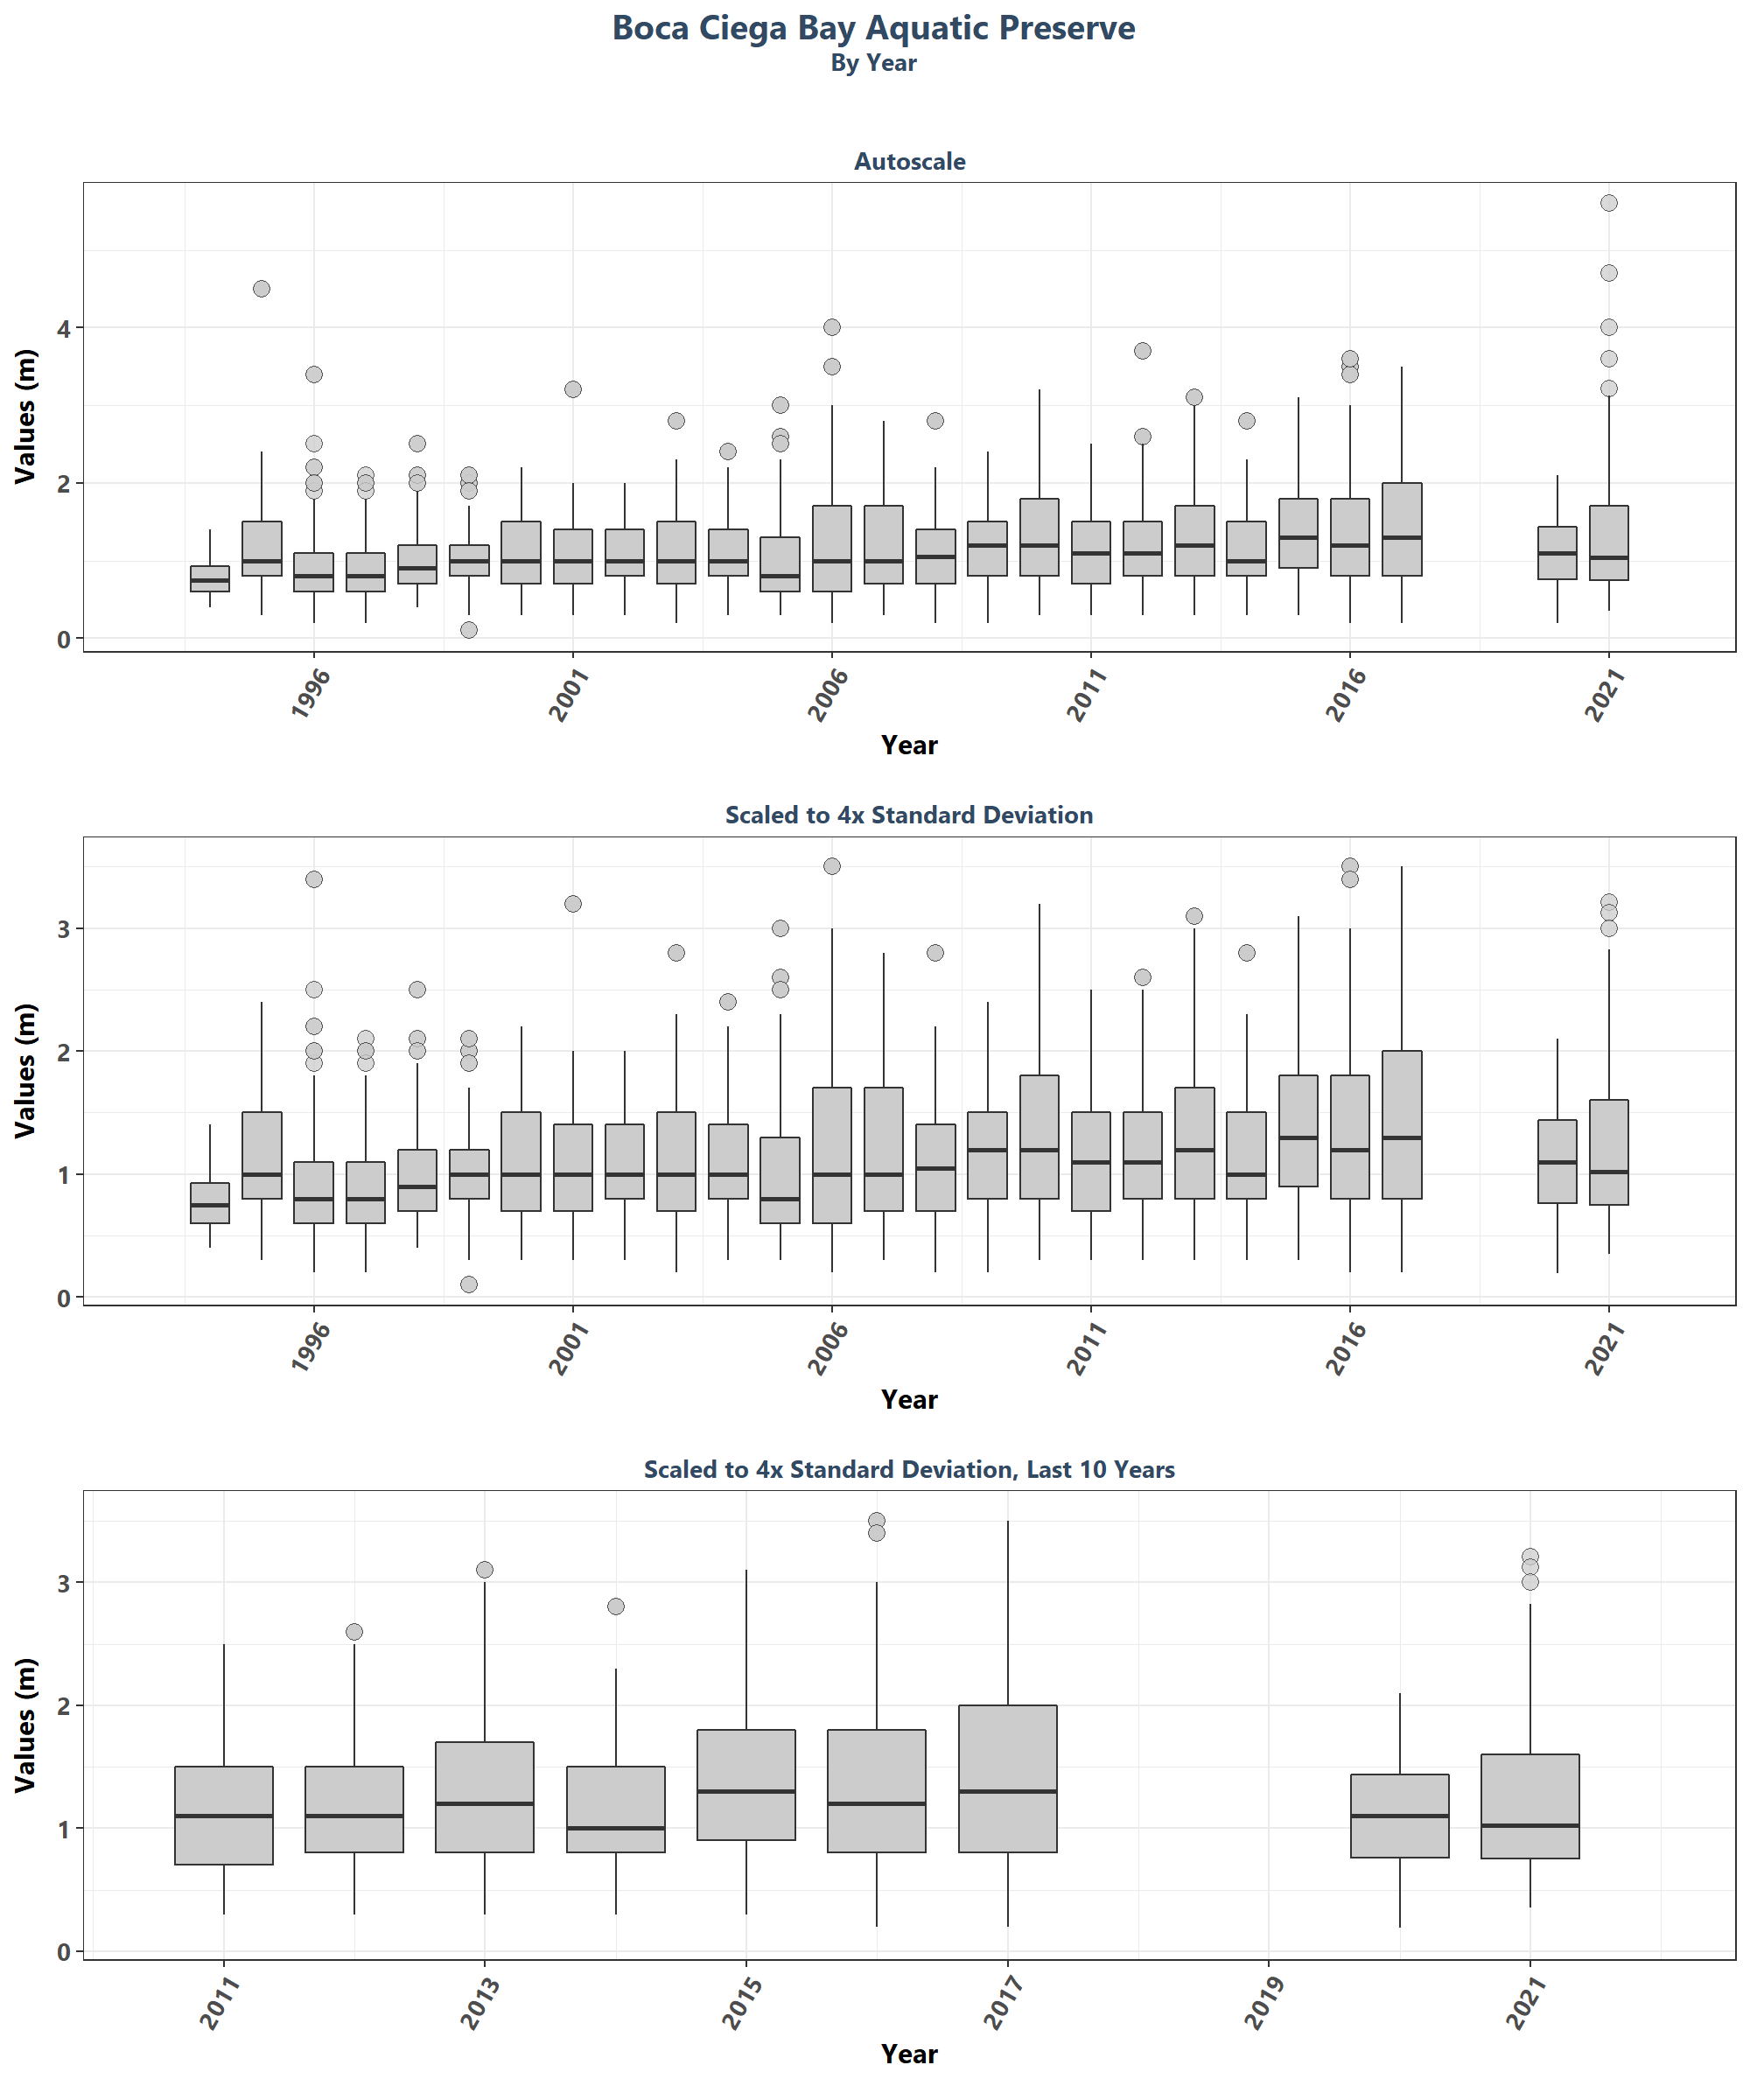 Boca Ciega Bay Aquatic Preserve
By Year
Autoscale
Values (m)
4
2
0
1996 2001 2006 2011 2016 2021
Year
Scaled to 4x Standard Deviation
Values (m)
3
2
1
0
1996 2001 2006 2011 2016 2021
Year
Scaled to 4x Standard Deviation, Last 10 Years
Values (m)
3
2
1
0
2011 2013 2015 2017 2019 2021
Year